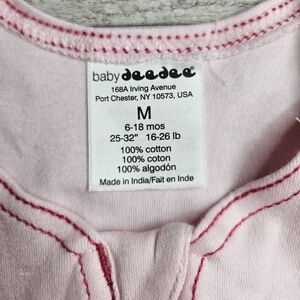 baby deedee
168A Irving Avenue
Port Chester, NY 10573, USA
M
6-18 mos
25-32" 16-26 lb
100% cotton
100% coton
100% algodón
Made in India/Fait en Inde